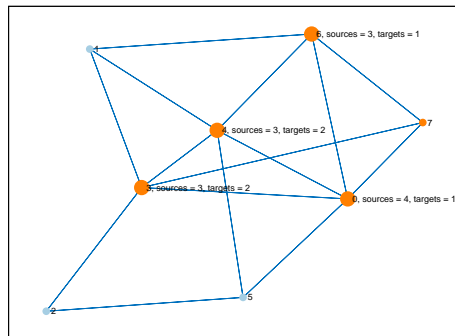 6, sources = 3, targets = 1
1
7
4, sources = 3, targets = 2
3, sources = 3, targets = 2
0, sources = 4, targets = 1
5
2